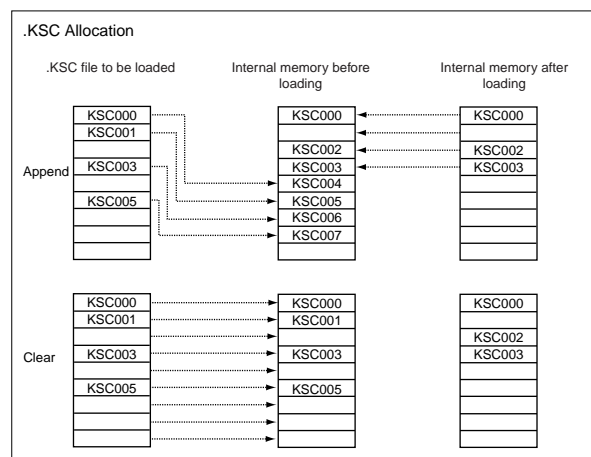 .KSC Allocation
.KSC file to be loaded
Internal memory before
loading
Internal memory after
loading
Append
KSC000
KSC001
KSC003
KSC005
KSC000
KSC002
KSC003
KSC004
KSC005
KSC006
KSC007
KSC000
KSC002
KSC003
Clear
KSC000
KSC001
KSC003
KSC005
KSC000
KSC001
KSC003
KSC005
KSC000
KSC002
KSC003